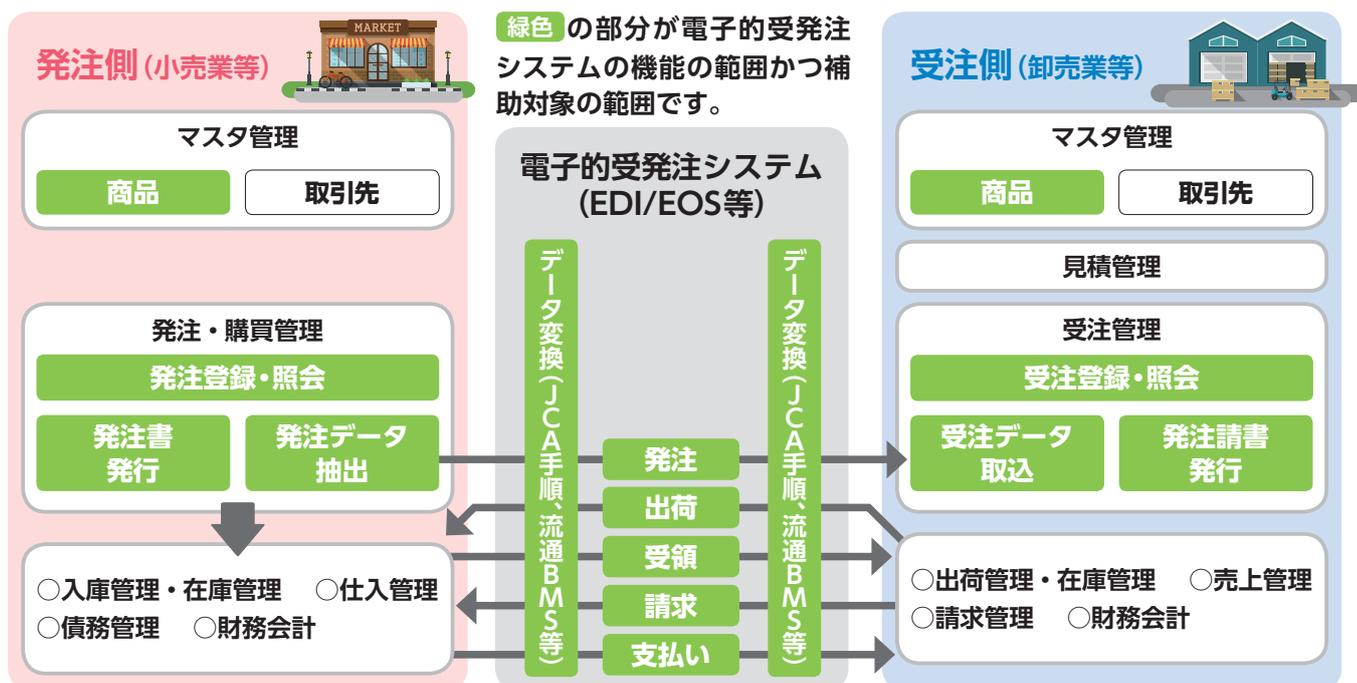 発注側(小売業等)
MARKET
マスタ管理
商品
取引先
発注・購買管理
発注登録・照会
発注書
発行
発注データ
抽出
○入庫管理・在庫管理 ○仕入管理
○債務管理 ○財務会計
緑色の部分が電子的受発注
システムの機能の範囲かつ補
助対象の範囲です。
電子的受発注システム
(EDI/EOS等)
データ変換(JCA手順、流通BMS等)
発注
出荷
受領
請求
支払い
データ変換(JCA手順、流通BMS等)
受注側(卸売業等)
マスタ管理
商品
取引先
見積管理
受注管理
受注登録・照会
受注データ
取込
発注請書
発行
○出荷管理・在庫管理 ○売上管理
○請求管理 ○財務会計